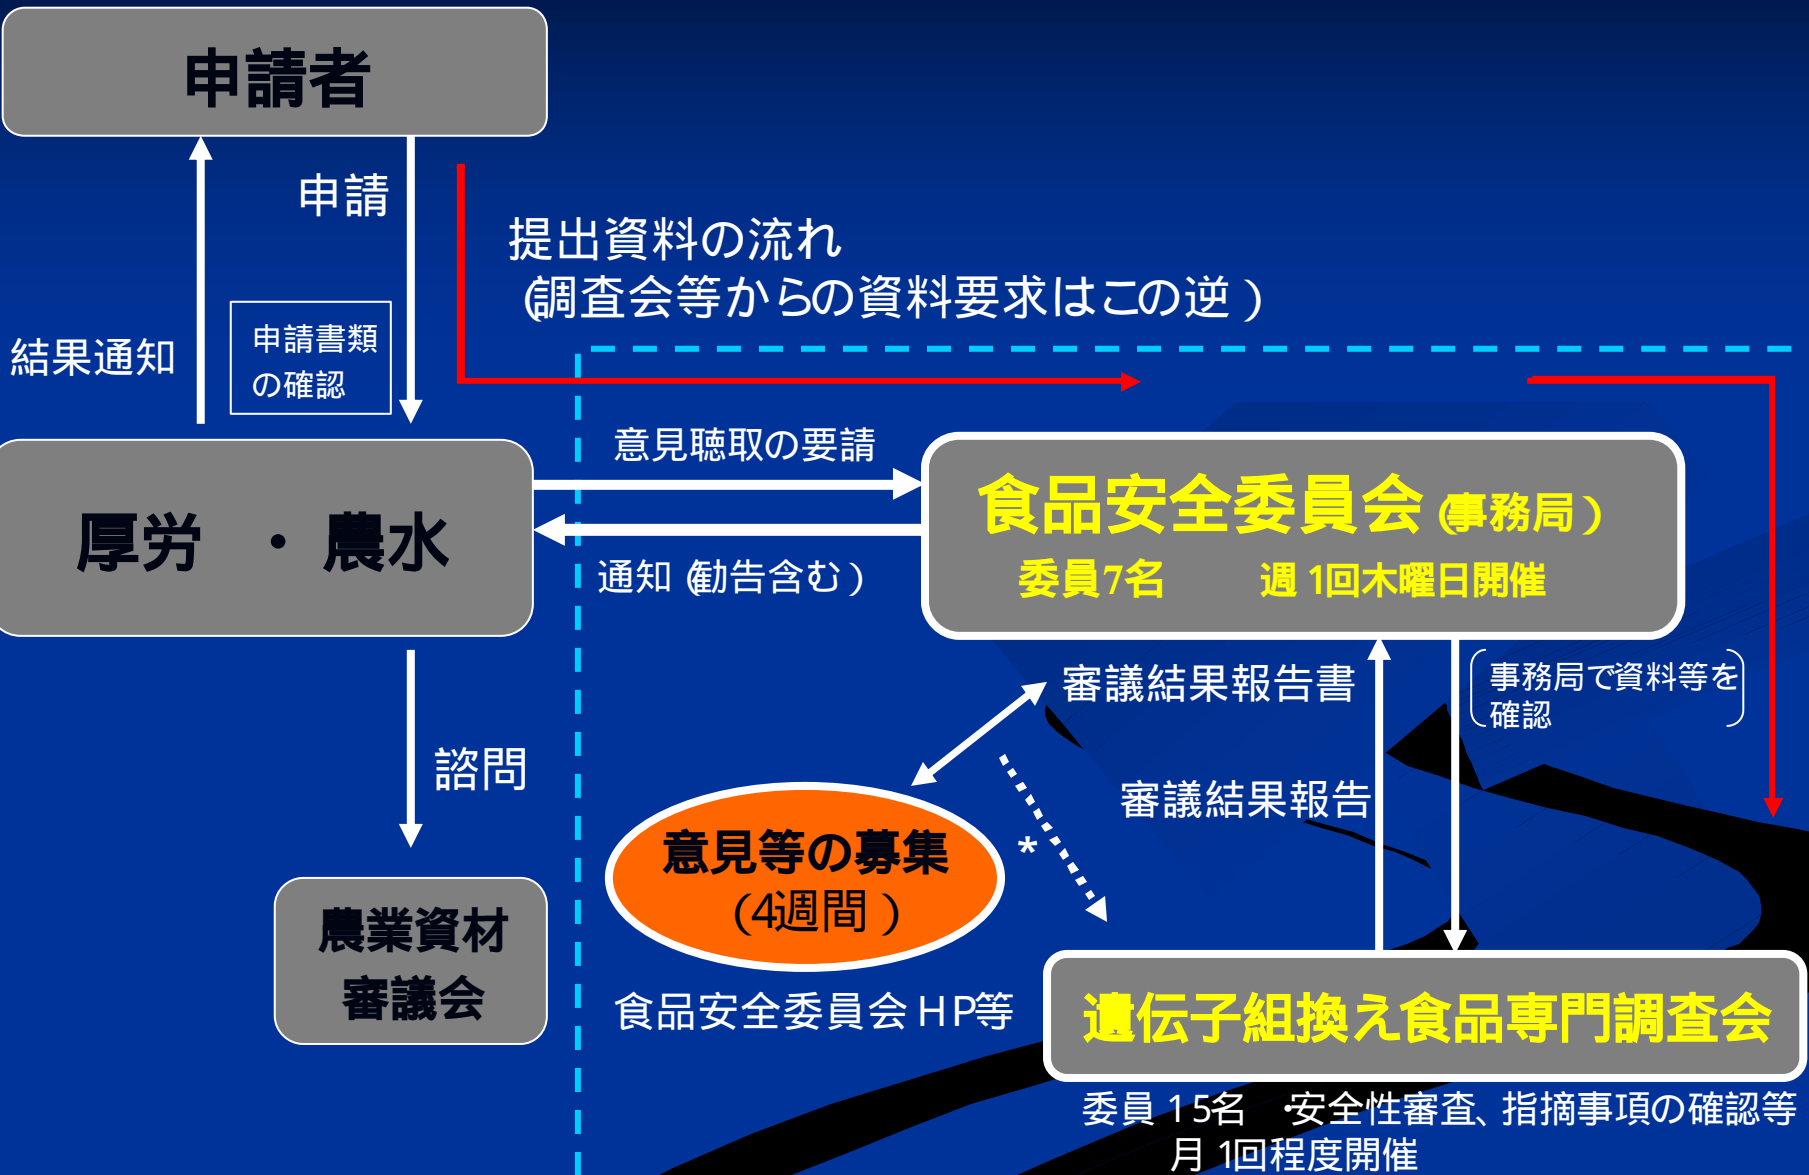 申請者
申請
提出資料の流れ
(調査会等からの資料要求はこの逆)
結果通知
申請書類
の確認
意見聴取の要請
厚労 ・ 農水
食品安全委員会(事務局)
委員7名 週1回木曜日開催
通知(勧告含む)
審議結果報告書
事務局で資料等を
確認
諮問
審議結果報告
意見等の募集
(4週間)
*
農業資材
審議会
食品安全委員会HP等
遺伝子組換え食品専門調査会
委員15名 ・安全性審査、指摘事項の確認等
月1回程度開催